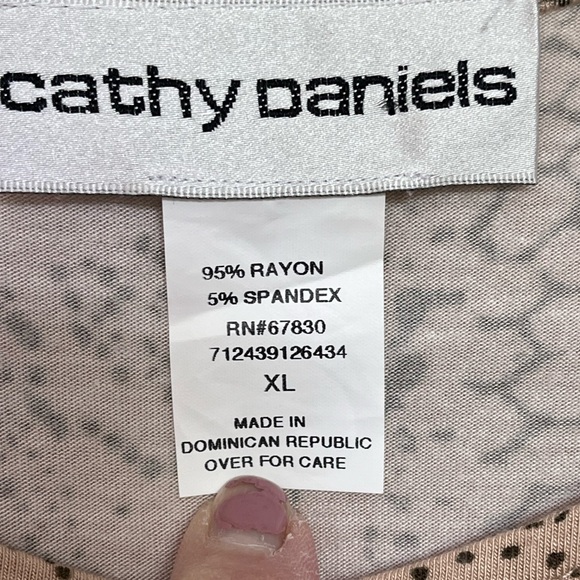 cathy Daniels
95% RAYON
5% SPANDEX
RN#67830
712439126434
XL
MADE IN
DOMINICAN REPUBLIC
OVER FOR CARE